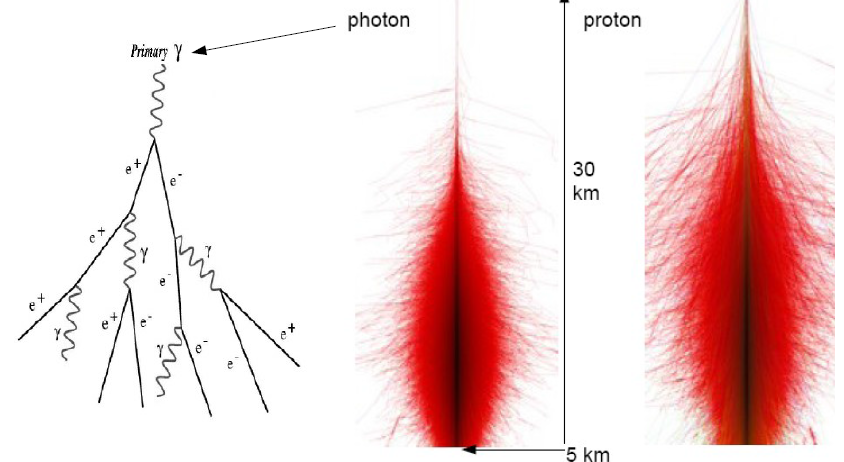 photon
proton
Primary γ
e+
e-
e+
γ
γ
e-
e+
γ
e+
e-
γ
e-
e-
e+
30
km
5 km